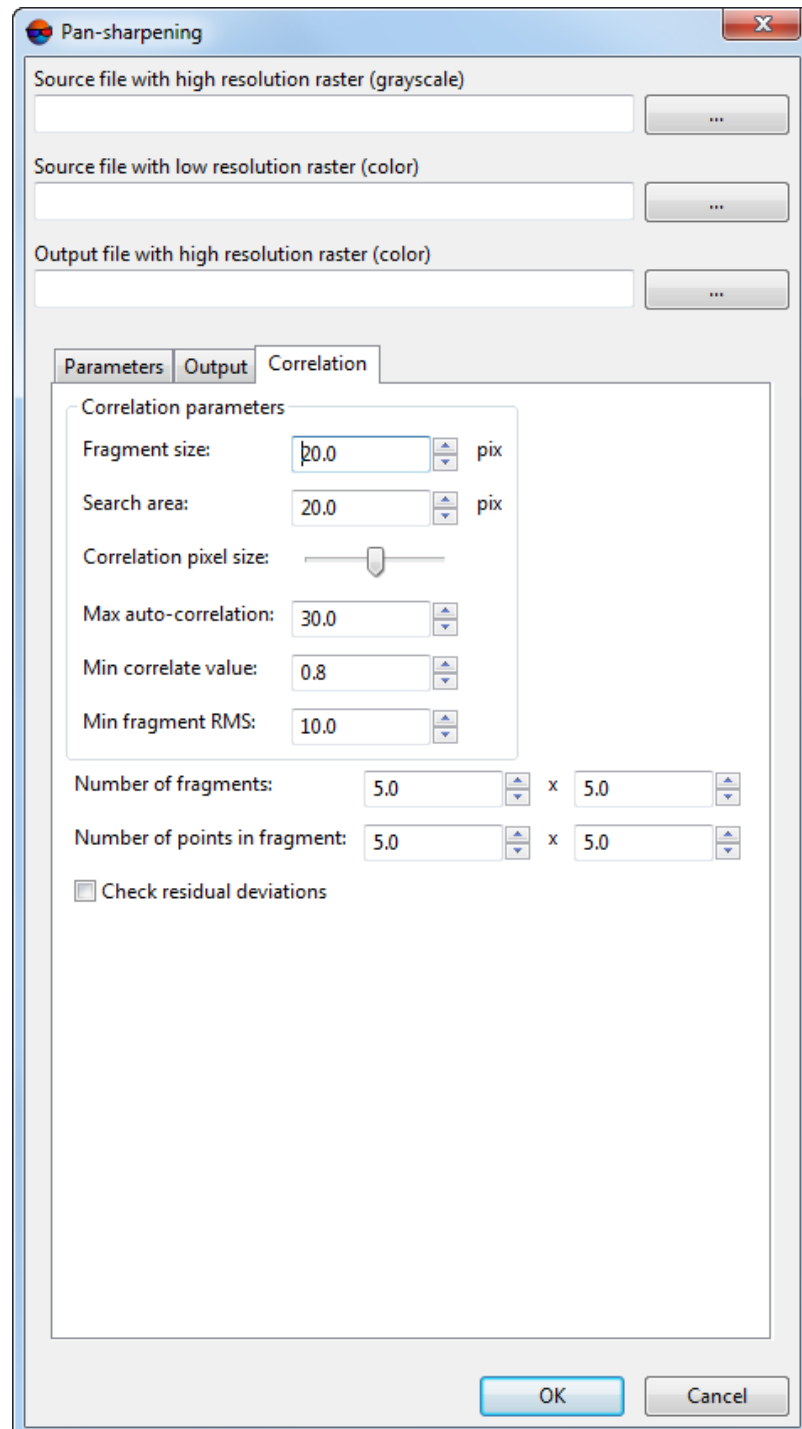 Pan-sharpening
Source file with high resolution raster (grayscale)
...
Source file with low resolution raster (color)
...
Output file with high resolution raster (color)
...
Parameters Output Correlation
Correlation parameters
Fragment size: 20.0 pix
Search area: 20.0 pix
Correlation pixel size:
Max auto-correlation: 30.0
Min correlate value: 0.8
Min fragment RMS: 10.0
Number of fragments: 5.0 x 5.0
Number of points in fragment: 5.0 x 5.0
Check residual deviations
OK Cancel